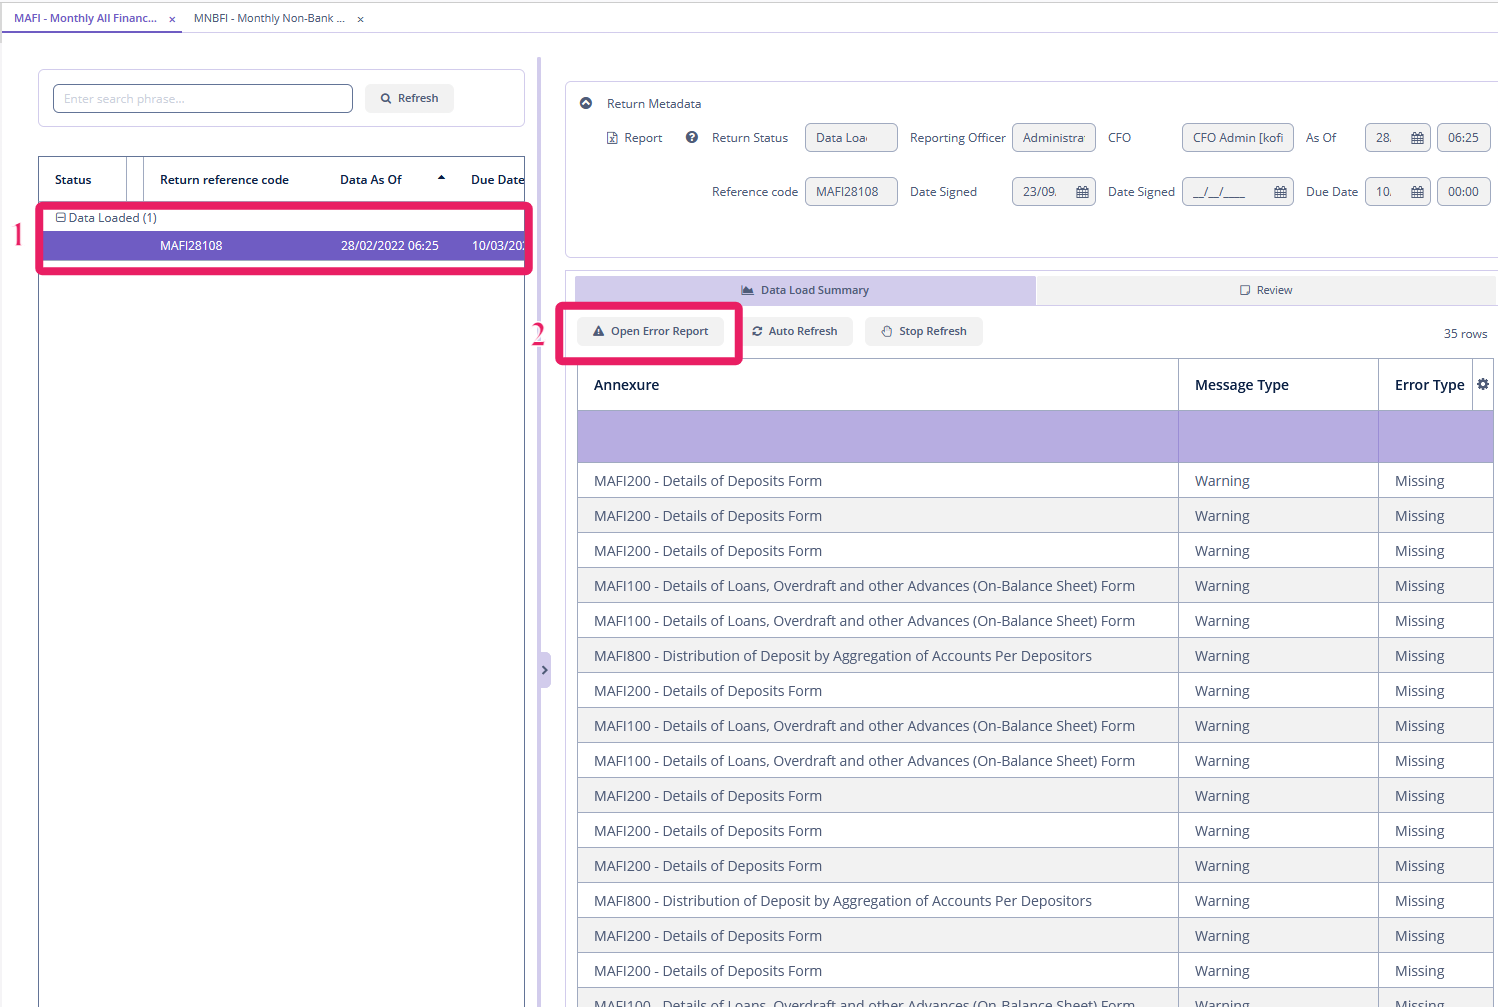 MAFI - Monthly All Financ... × MNBFI - Monthly Non-Bank ... ×
Enter search phrase...
Refresh
Status Return reference code Data As Of Due Date
Data Loaded (1)
MAFI28108 28/02/2022 06:25 10/03/202
1
Return Metadata
Report Return Status Data Loa Reporting Officer Administra CFO CFO Admin [kofi As Of 28. 06:25
Reference code MAFI28108 Date Signed 23/09. Date Signed __/__/____ Due Date 10. 00:00
Data Load Summary Review
2
Open Error Report Auto Refresh Stop Refresh 35 rows
Annexure Message Type Error Type
MAFI200 - Details of Deposits Form Warning Missing
MAFI200 - Details of Deposits Form Warning Missing
MAFI200 - Details of Deposits Form Warning Missing
MAFI100 - Details of Loans, Overdraft and other Advances (On-Balance Sheet) Form Warning Missing
MAFI100 - Details of Loans, Overdraft and other Advances (On-Balance Sheet) Form Warning Missing
MAFI800 - Distribution of Deposit by Aggregation of Accounts Per Depositors Warning Missing
MAFI200 - Details of Deposits Form Warning Missing
MAFI100 - Details of Loans, Overdraft and other Advances (On-Balance Sheet) Form Warning Missing
MAFI100 - Details of Loans, Overdraft and other Advances (On-Balance Sheet) Form Warning Missing
MAFI200 - Details of Deposits Form Warning Missing
MAFI200 - Details of Deposits Form Warning Missing
MAFI200 - Details of Deposits Form Warning Missing
MAFI800 - Distribution of Deposit by Aggregation of Accounts Per Depositors Warning Missing
MAFI200 - Details of Deposits Form Warning Missing
MAFI200 - Details of Deposits Form Warning Missing
MAFI100 - Details of Loans, Overdraft and other Advances (On-Balance Sheet) Form Warning Missing